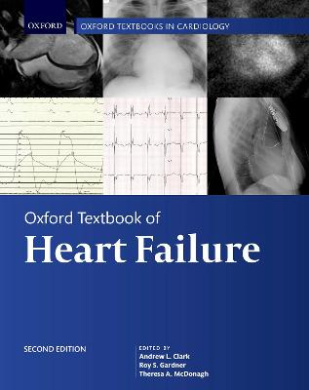 OXFORD
OXFORD TEXTBOOKS IN CARDIOLOGY
Oxford Textbook of
Heart Failure
SECOND EDITION
EDITED BY
Andrew L. Clark
Roy S. Gardner
Theresa A. McDonagh